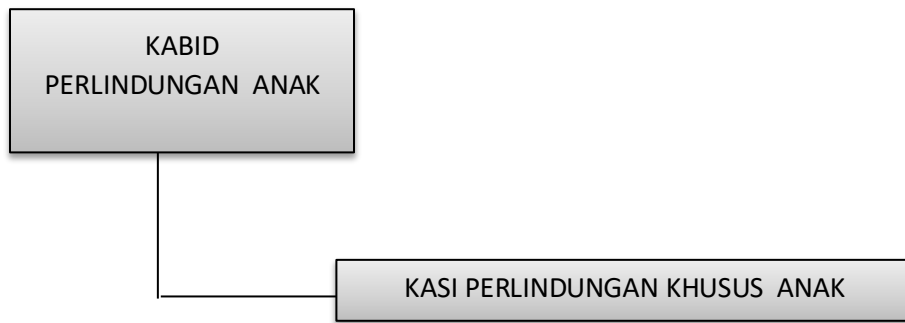 KABID
PERLINDUNGAN ANAK
KASI PERLINDUNGAN KHUSUS ANAK